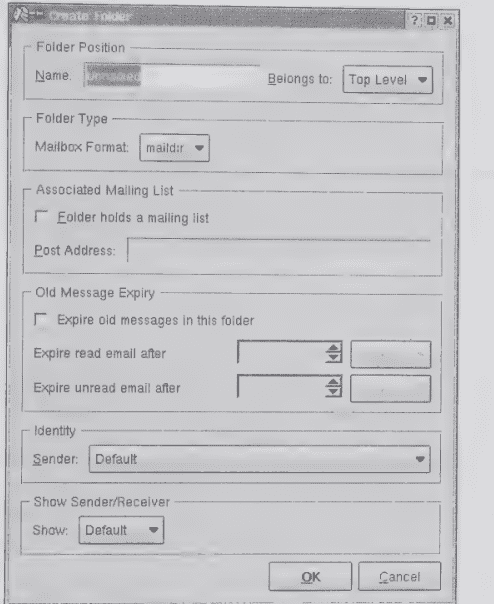 Create Folder
Folder Position
Name: Unnamed Belongs to: Top Level
Folder Type
Mailbox Format: maildir
Associated Mailing List
Folder holds a mailing list
Post Address:
Old Message Expiry
Expire old messages in this folder
Expire read email after
Expire unread email after
Identity
Sender: Default
Show Sender/Receiver
Show: Default
OK Cancel